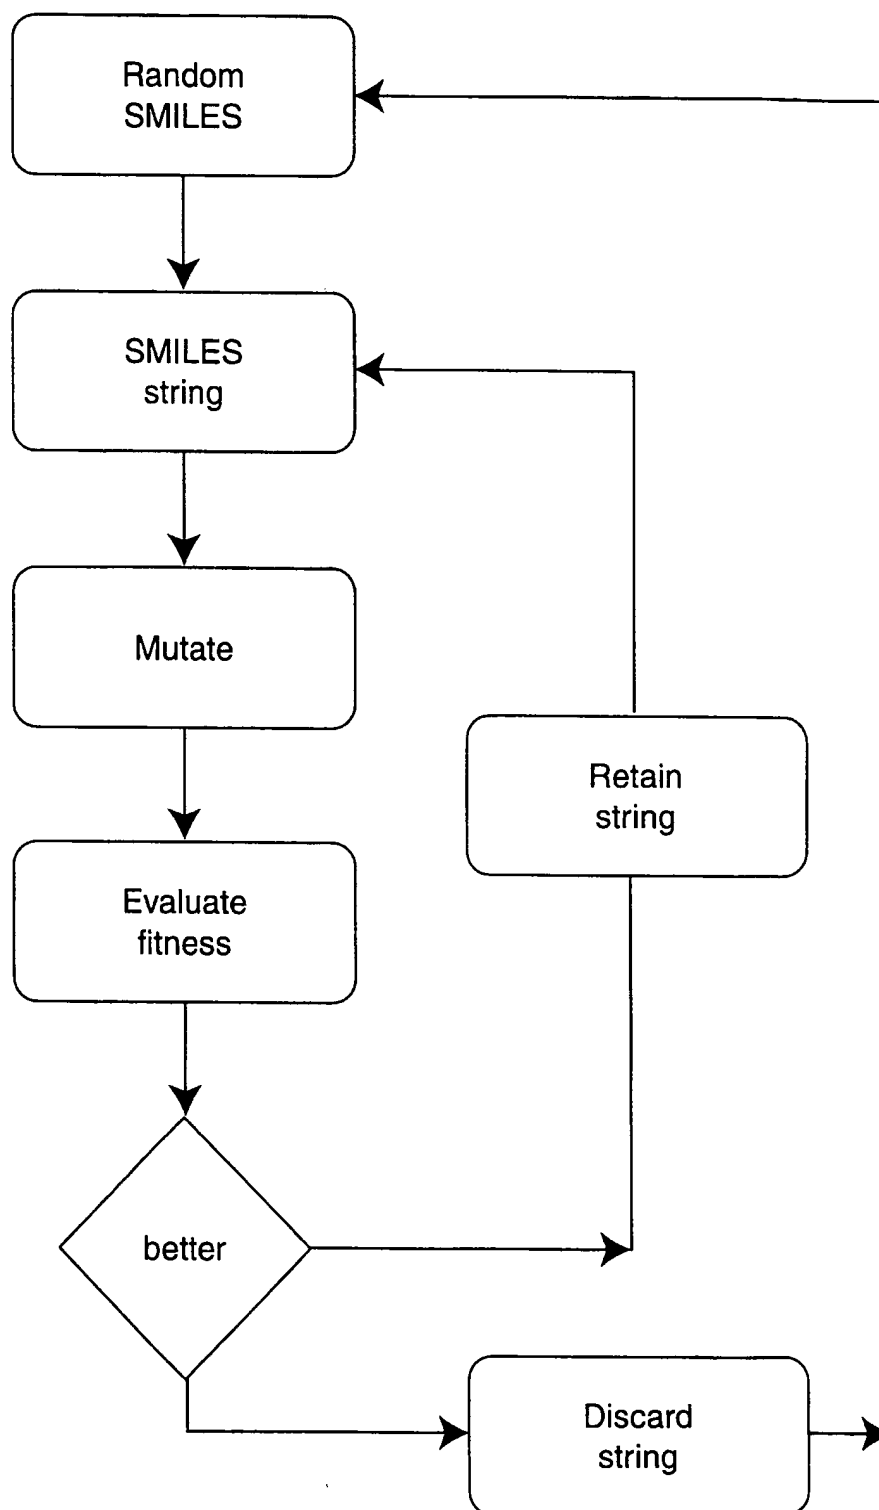 Random
SMILES
SMILES
string
Mutate
Retain
string
Evaluate
fitness
better
Discard
string